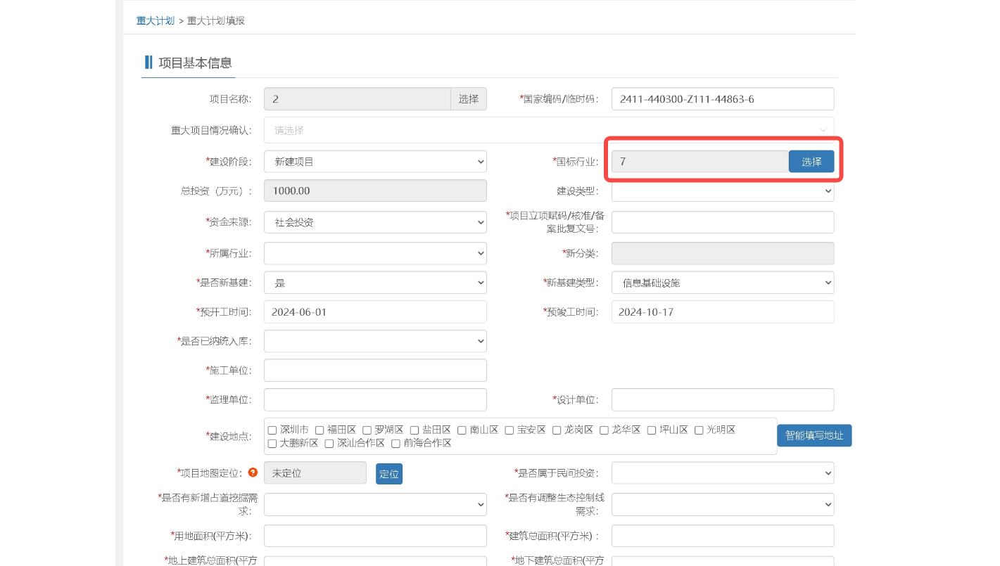 重大计划 > 重大计划填报
项目基本信息
项目名称: 2 选择 *国家编码/临时码: 2411-440300-Z111-44863-6
重大项目情况确认: 请选择
*建设阶段: 新建项目 *国标行业: 7 选择
总投资（万元）: 1000.00 建设类型:
*资金来源: 社会投资 *项目立项赋码/核准/备
案批复文号:
*所属行业: *新分类:
*是否新基建: 是 *新基建类型: 信息基础设施
*预开工时间: 2024-06-01 *预竣工时间: 2024-10-17
*是否已纳统入库:
*施工单位:
*监理单位: *设计单位:
*建设地点: 深圳市 福田区 罗湖区 盐田区 南山区 宝安区 龙岗区 龙华区 坪山区 光明区
大鹏新区 深汕合作区 前海合作区 智能填写地址
*项目地图定位: ? 未定位 定位 *是否属于民间投资:
*是否有新增占道挖掘需 *是否有调整生态控制线
求: 需求:
*用地面积(平方米): *建筑总面积(平方米) :
*地上建筑总面积(平方 *地下建筑总面积(平方